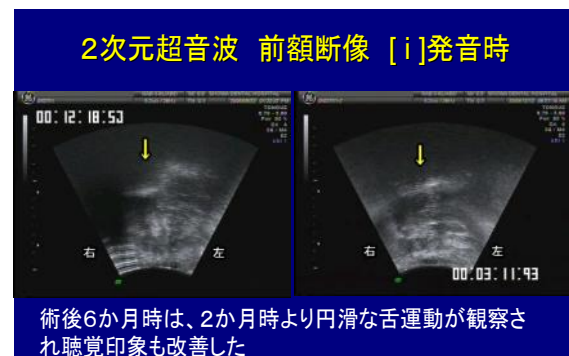 ２次元超音波 前額断像 [ i ]発音時
00: 12: 18:53
右
左
右
左
00:03: 11:93
術後６か月時は、２か月時より円滑な舌運動が観察さ
れ聴覚印象も改善した